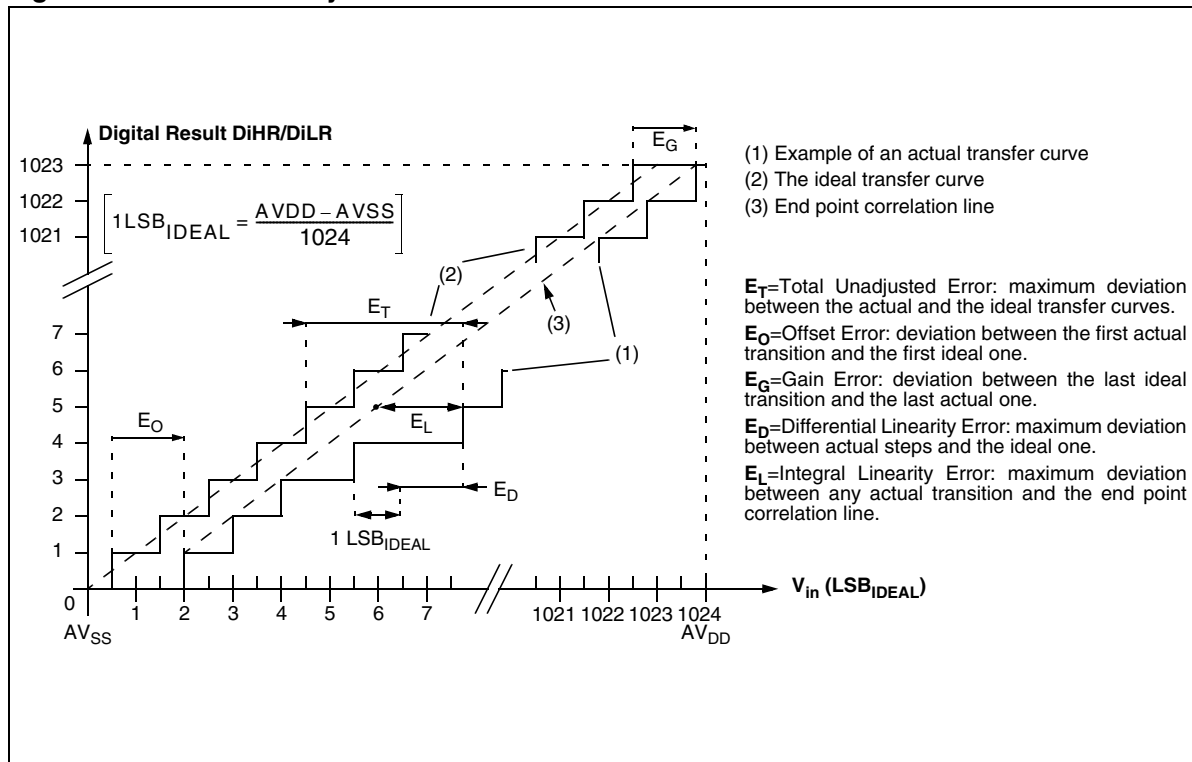 Digital Result DiHR/DiLR
1023
1022
1021
1LSB_IDEAL = AVDD – AVSS / 1024
7
6
5
4
3
2
1
0
E_O
E_T
E_L
E_D
1 LSB_IDEAL
E_G
(2)
(3)
(1)
1 2 3 4 5 6 7 1021 1022 1023 1024
AV_SS
AV_DD
V_in (LSB_IDEAL)
(1) Example of an actual transfer curve
(2) The ideal transfer curve
(3) End point correlation line
E_T=Total Unadjusted Error: maximum deviation
between the actual and the ideal transfer curves.
E_O=Offset Error: deviation between the first actual
transition and the first ideal one.
E_G=Gain Error: deviation between the last ideal
transition and the last actual one.
E_D=Differential Linearity Error: maximum deviation
between actual steps and the ideal one.
E_L=Integral Linearity Error: maximum deviation
between any actual transition and the end point
correlation line.